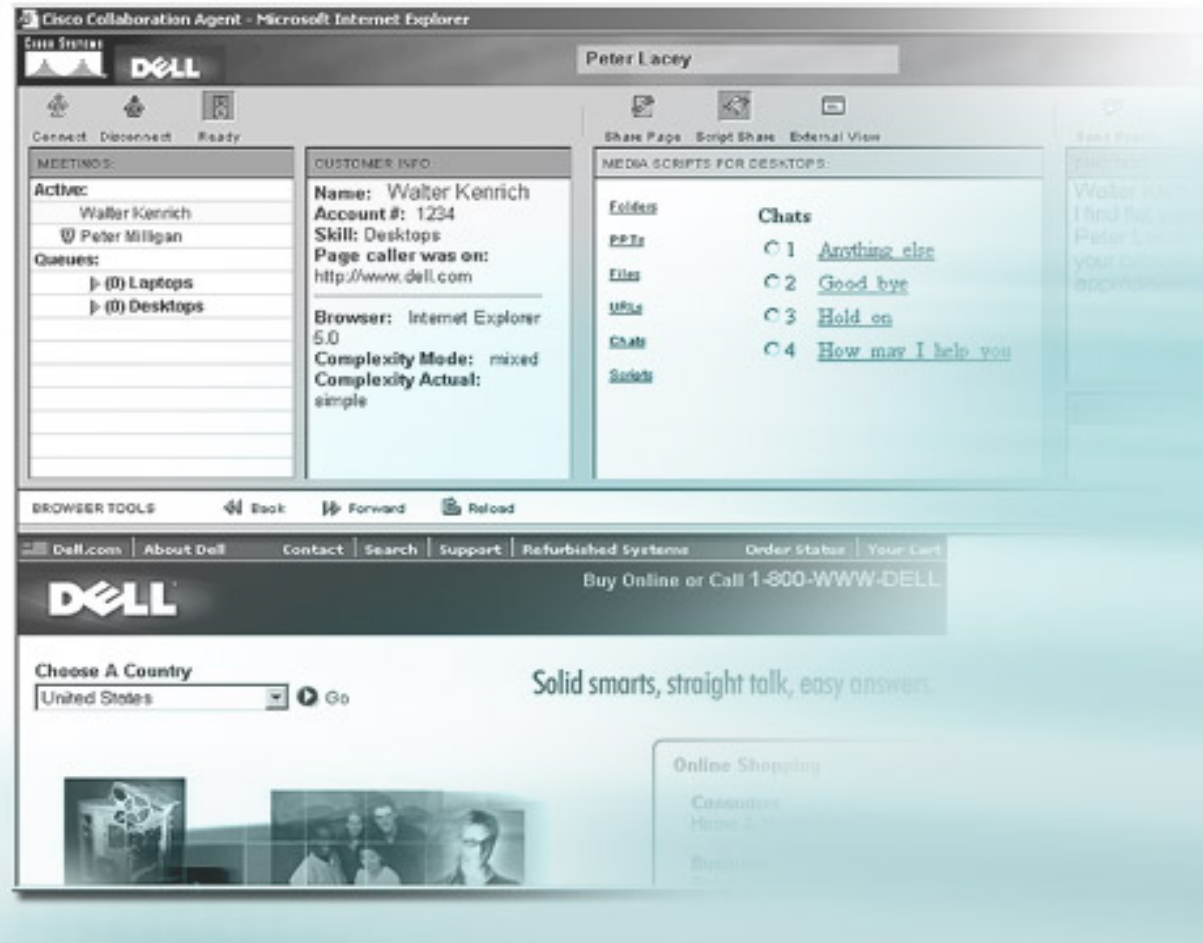 Cisco Collaboration Agent - Microsoft Internet Explorer
CISCO SYSTEMS
DELL
Peter Lacey
Connect Disconnect Ready
Share Page Script Share External View
MEETINGS:
Active:
Walter Kenrich
Peter Milligan
Queues:
(0) Laptops
(0) Desktops
CUSTOMER INFO:
Name: Walter Kenrich
Account #: 1234
Skill: Desktops
Page caller was on:
http://www.dell.com
Browser: Internet Explorer
5.0
Complexity Mode: mixed
Complexity Actual:
simple
MEDIA SCRIPTS FOR DESKTOPS:
Folders
PPTs
Files
URLs
Chats
Scripts
Chats
1 Anything else
2 Good bye
3 Hold on
4 How may I help you
BROWSER TOOLS Back Forward Reload
Dell.com About Dell Contact Search Support Refurbished Systems Order Status Your Cart
DELL
Buy Online or Call 1-800-WWW-DELL
Choose A Country
United States Go
Solid smarts, straight talk, easy answers.
Online Shopping
Consumer